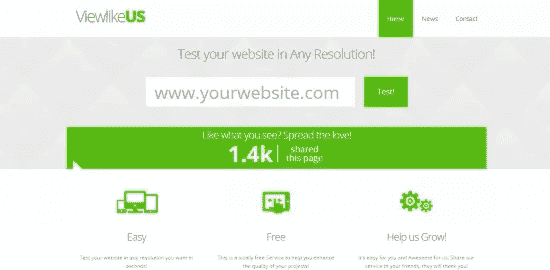 ViewlikeUS
Home News Contact
Test your website in Any Resolution!
www.yourwebsite.com
Test!
Like what you see? Spread the love!
1.4k shared
this page
Easy Free Help us Grow!
Test your website in any resolution you want in
seconds!
This is a totally free Service to help you enhance
the quality of your projects!
It's easy for you and Awesome for us. Share our
service to your friends, they will thank you!